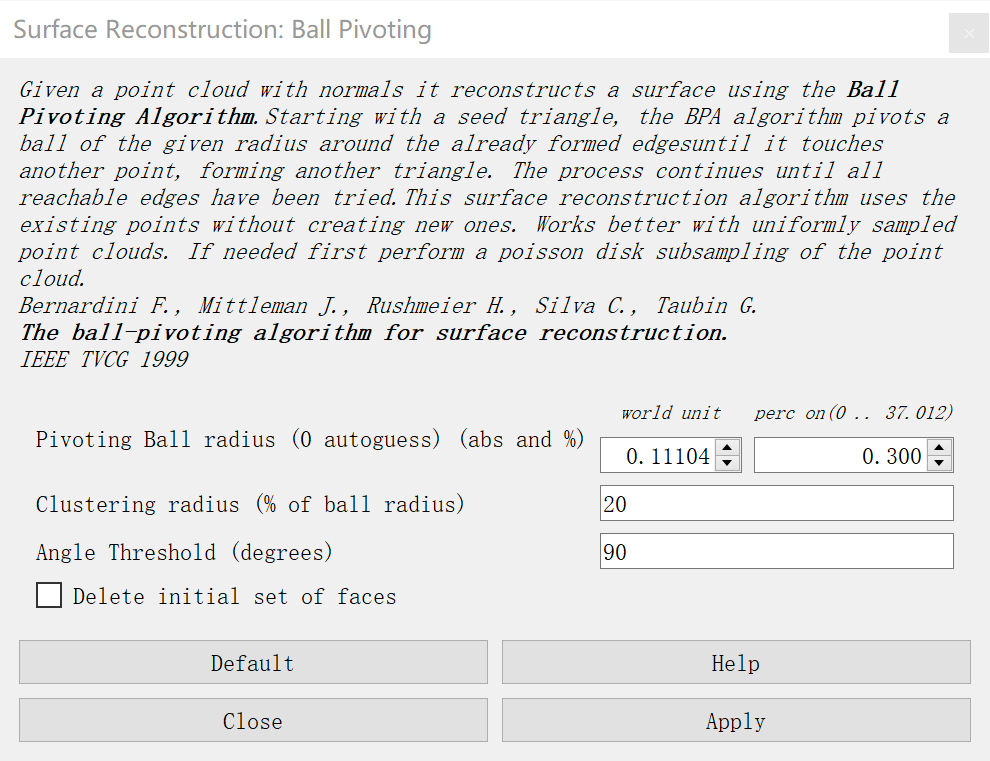 Surface Reconstruction: Ball Pivoting
Given a point cloud with normals it reconstructs a surface using the Ball
Pivoting Algorithm.Starting with a seed triangle, the BPA algorithm pivots a
ball of the given radius around the already formed edgesuntil it touches
another point, forming another triangle. The process continues until all
reachable edges have been tried.This surface reconstruction algorithm uses the
existing points without creating new ones. Works better with uniformly sampled
point clouds. If needed first perform a poisson disk subsampling of the point
cloud.
Bernardini F., Mittleman J., Rushmeier H., Silva C., Taubin G.
The ball-pivoting algorithm for surface reconstruction.
IEEE TVCG 1999
world unit perc on(0 .. 37.012)
Pivoting Ball radius (0 autoguess) (abs and %) 0.11104 0.300
Clustering radius (% of ball radius) 20
Angle Threshold (degrees) 90
Delete initial set of faces
Default Help
Close Apply